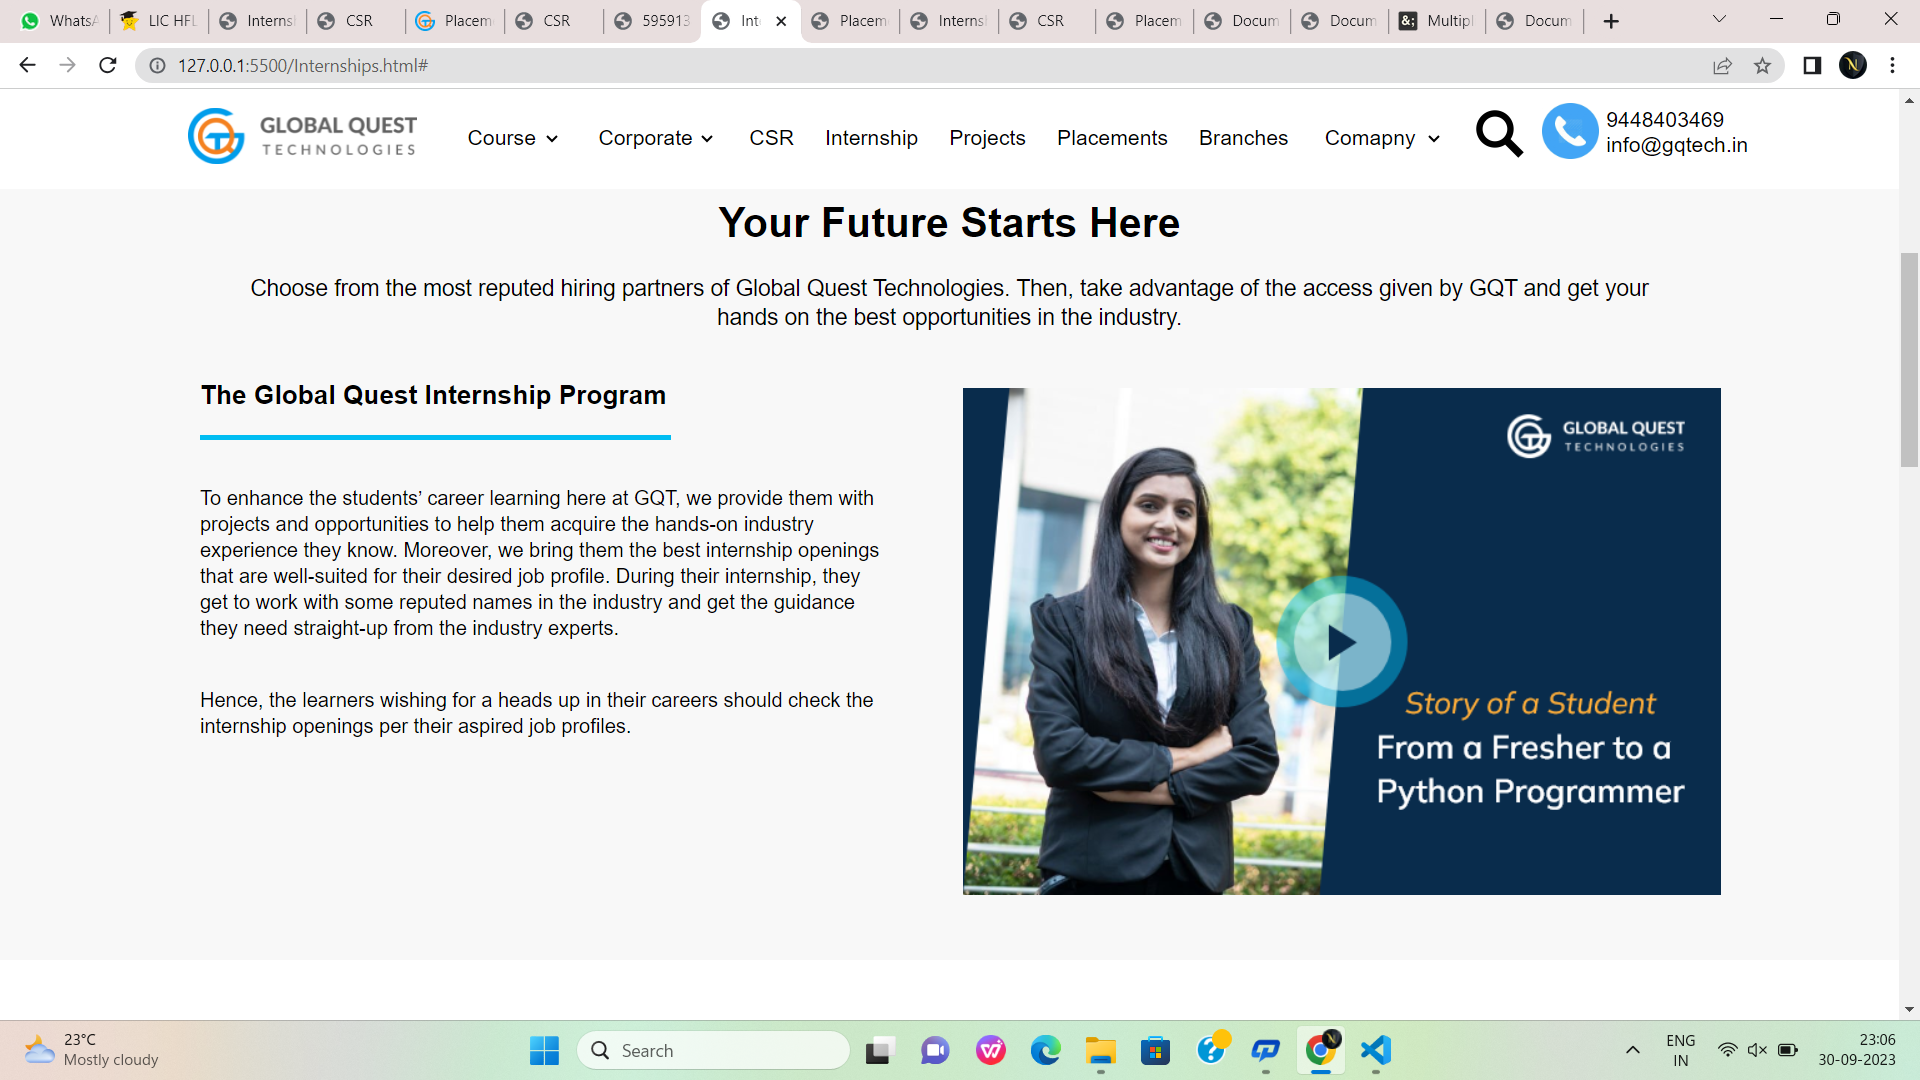 WhatsA
LIC HFL
Internsh
CSR
Placem
CSR
595913
Int
Placem
Internsh
CSR
Placem
Docum
Docum
&;
Multipl
Docum
127.0.0.1:5500/Internships.html#
N
GLOBAL QUEST
TECHNOLOGIES
Course
Corporate
CSR
Internship
Projects
Placements
Branches
Comapny
9448403469
info@gqtech.in
Your Future Starts Here
Choose from the most reputed hiring partners of Global Quest Technologies. Then, take advantage of the access given by GQT and get your
hands on the best opportunities in the industry.
The Global Quest Internship Program
To enhance the students’ career learning here at GQT, we provide them with
projects and opportunities to help them acquire the hands-on industry
experience they know. Moreover, we bring them the best internship openings
that are well-suited for their desired job profile. During their internship, they
get to work with some reputed names in the industry and get the guidance
they need straight-up from the industry experts.
Hence, the learners wishing for a heads up in their careers should check the
internship openings per their aspired job profiles.
GLOBAL QUEST
TECHNOLOGIES
Story of a Student
From a Fresher to a
Python Programmer
23°C
Mostly cloudy
Search
ENG
IN
23:06
30-09-2023